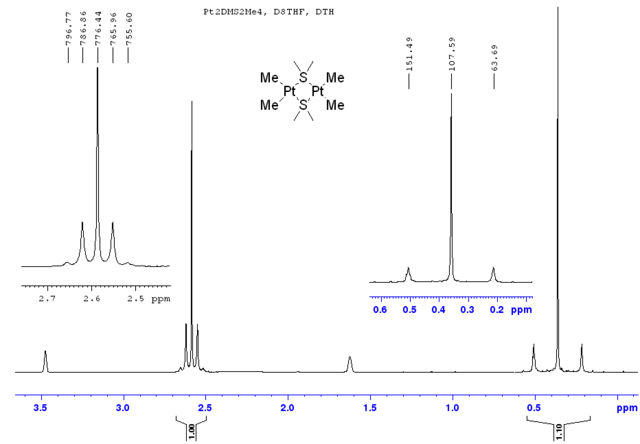 Pt2DMS2Me4, D8THF, DTH
796.77
786.86
776.44
765.96
755.60
151.49
107.59
63.69
Me S Me
Pt Pt
Me S Me
2.7 2.6 2.5 ppm
0.6 0.5 0.4 0.3 0.2 ppm
3.5 3.0 2.5 2.0 1.5 1.0 0.5 ppm
1.00
1.10